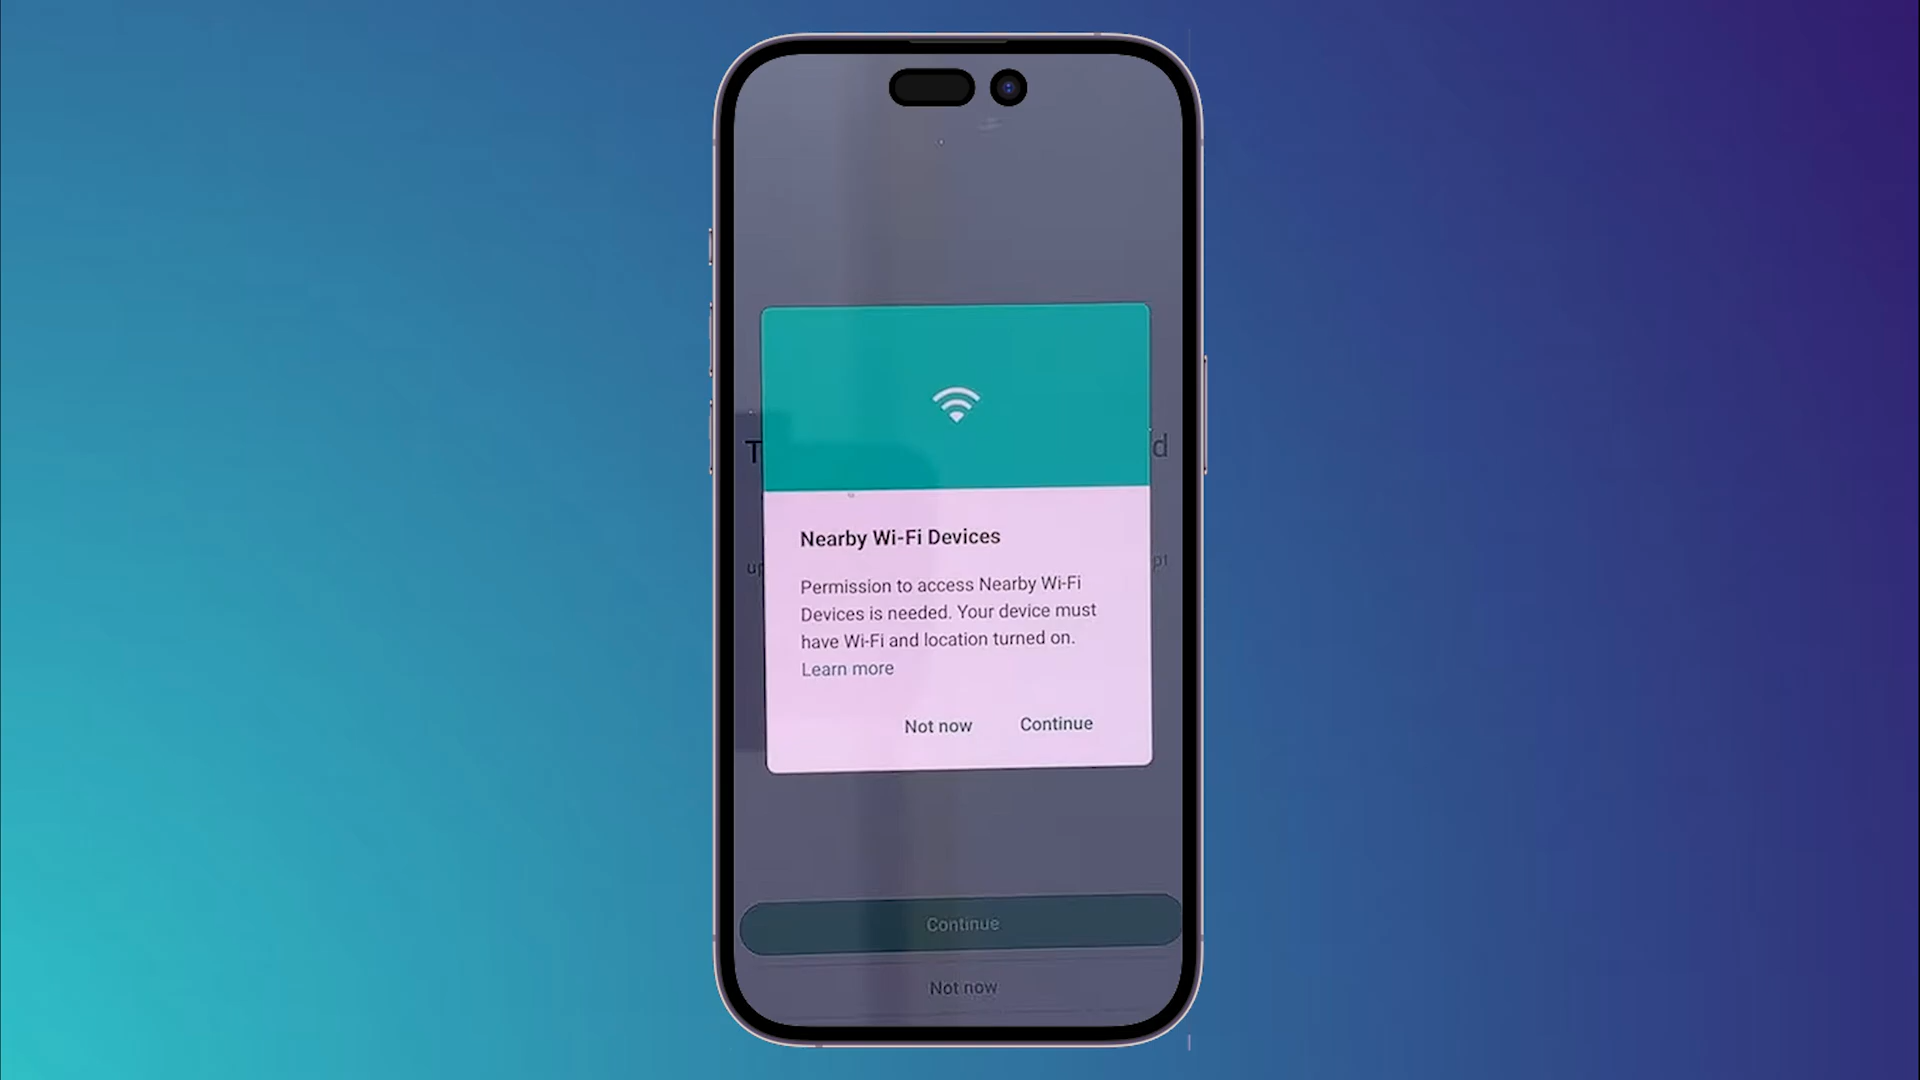 Nearby Wi-Fi Devices
Permission to access Nearby Wi-Fi
Devices is needed. Your device must
have Wi-Fi and location turned on.
Learn more
Not now Continue
Continue
Not now